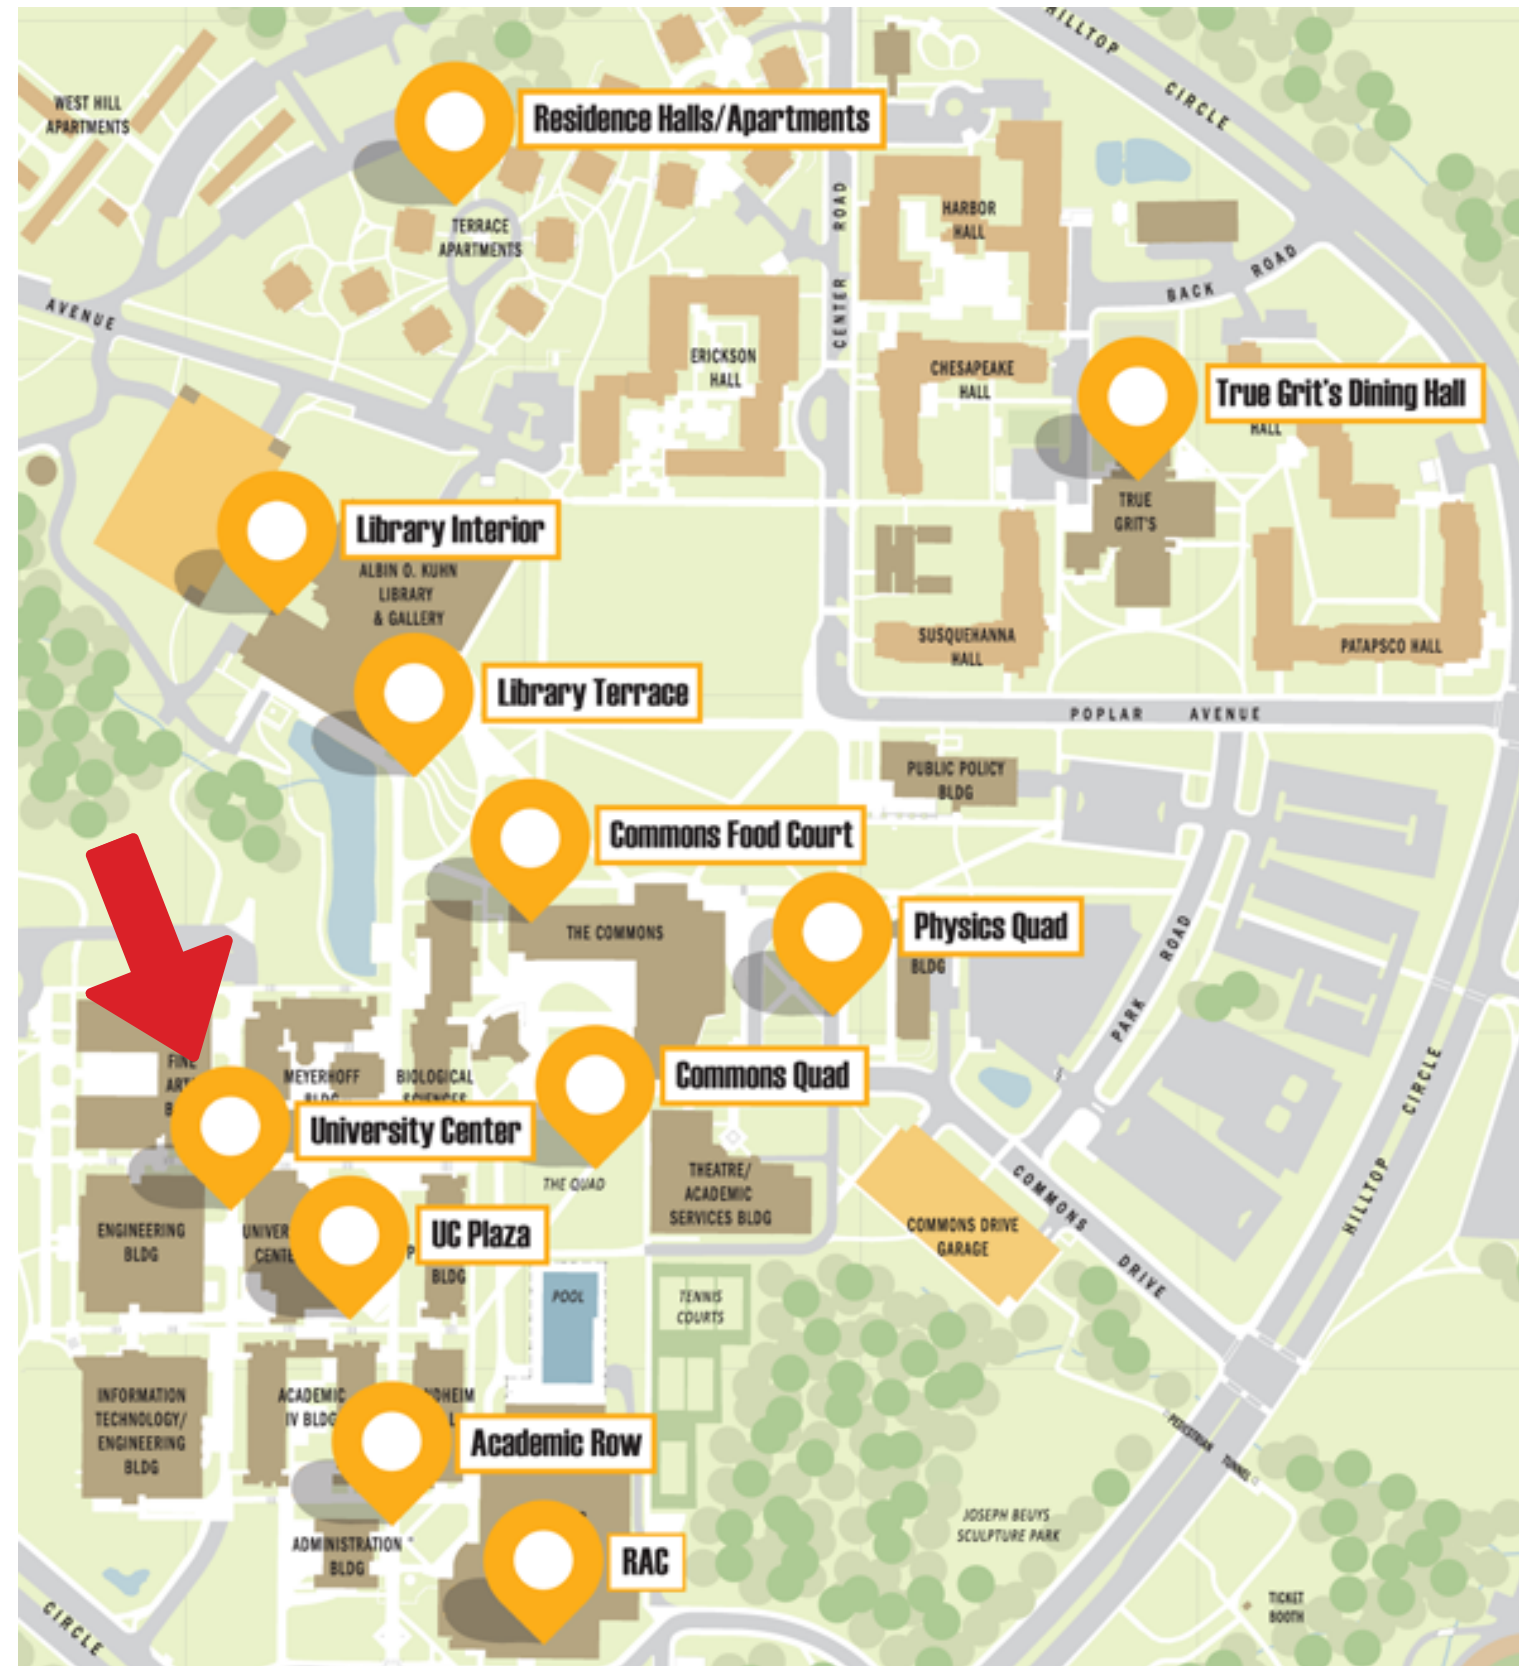 HILLTOP CIRCLE
WEST HILL
APARTMENTS
Residence Halls/Apartments
TERRACE
APARTMENTS
CENTER ROAD
HARBOR
HALL
BACK ROAD
AVENUE
ERICKSON
HALL
CHESAPEAKE
HALL
True Grit's Dining Hall
HALL
TRUE
GRIT'S
Library Interior
ALBIN O. KUHN
LIBRARY
& GALLERY
SUSQUEHANNA
HALL
PATAPSCO HALL
Library Terrace
POPLAR AVENUE
PUBLIC POLICY
BLDG
Commons Food Court
THE COMMONS
Physics Quad
BLDG
PARK ROAD
HILLTOP CIRCLE
FINE
MEYERHOFF
BLDG
BIOLOGICAL
SCIENCES
Commons Quad
University Center
THE QUAD
THEATRE/
ACADEMIC
SERVICES BLDG
COMMONS DRIVE
COMMONS DRIVE
GARAGE
ENGINEERING
BLDG
UC Plaza
BLDG
POOL
TENNIS
COURTS
INFORMATION
TECHNOLOGY/
ENGINEERING
BLDG
ACADEMIC
IV BLDG
Academic Row
PEDESTRIAN TUNNEL
JOSEPH BEUYS
SCULPTURE PARK
ADMINISTRATION
BLDG
RAC
TICKET
BOOTH
CIRCLE